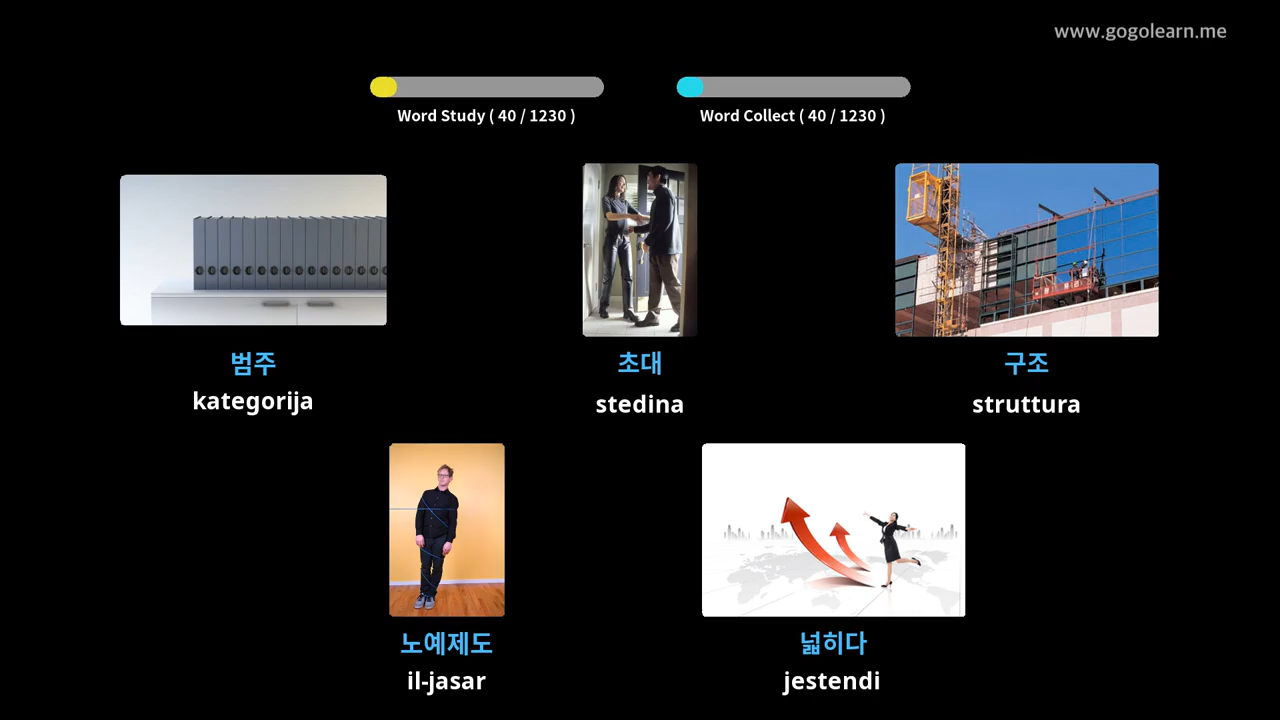 www.gogolearn.me
Word Study ( 40 / 1230 )
Word Collect ( 40 / 1230 )
범주
kategorija
초대
stedina
구조
struttura
노예제도
il-jasar
넓히다
jestendi